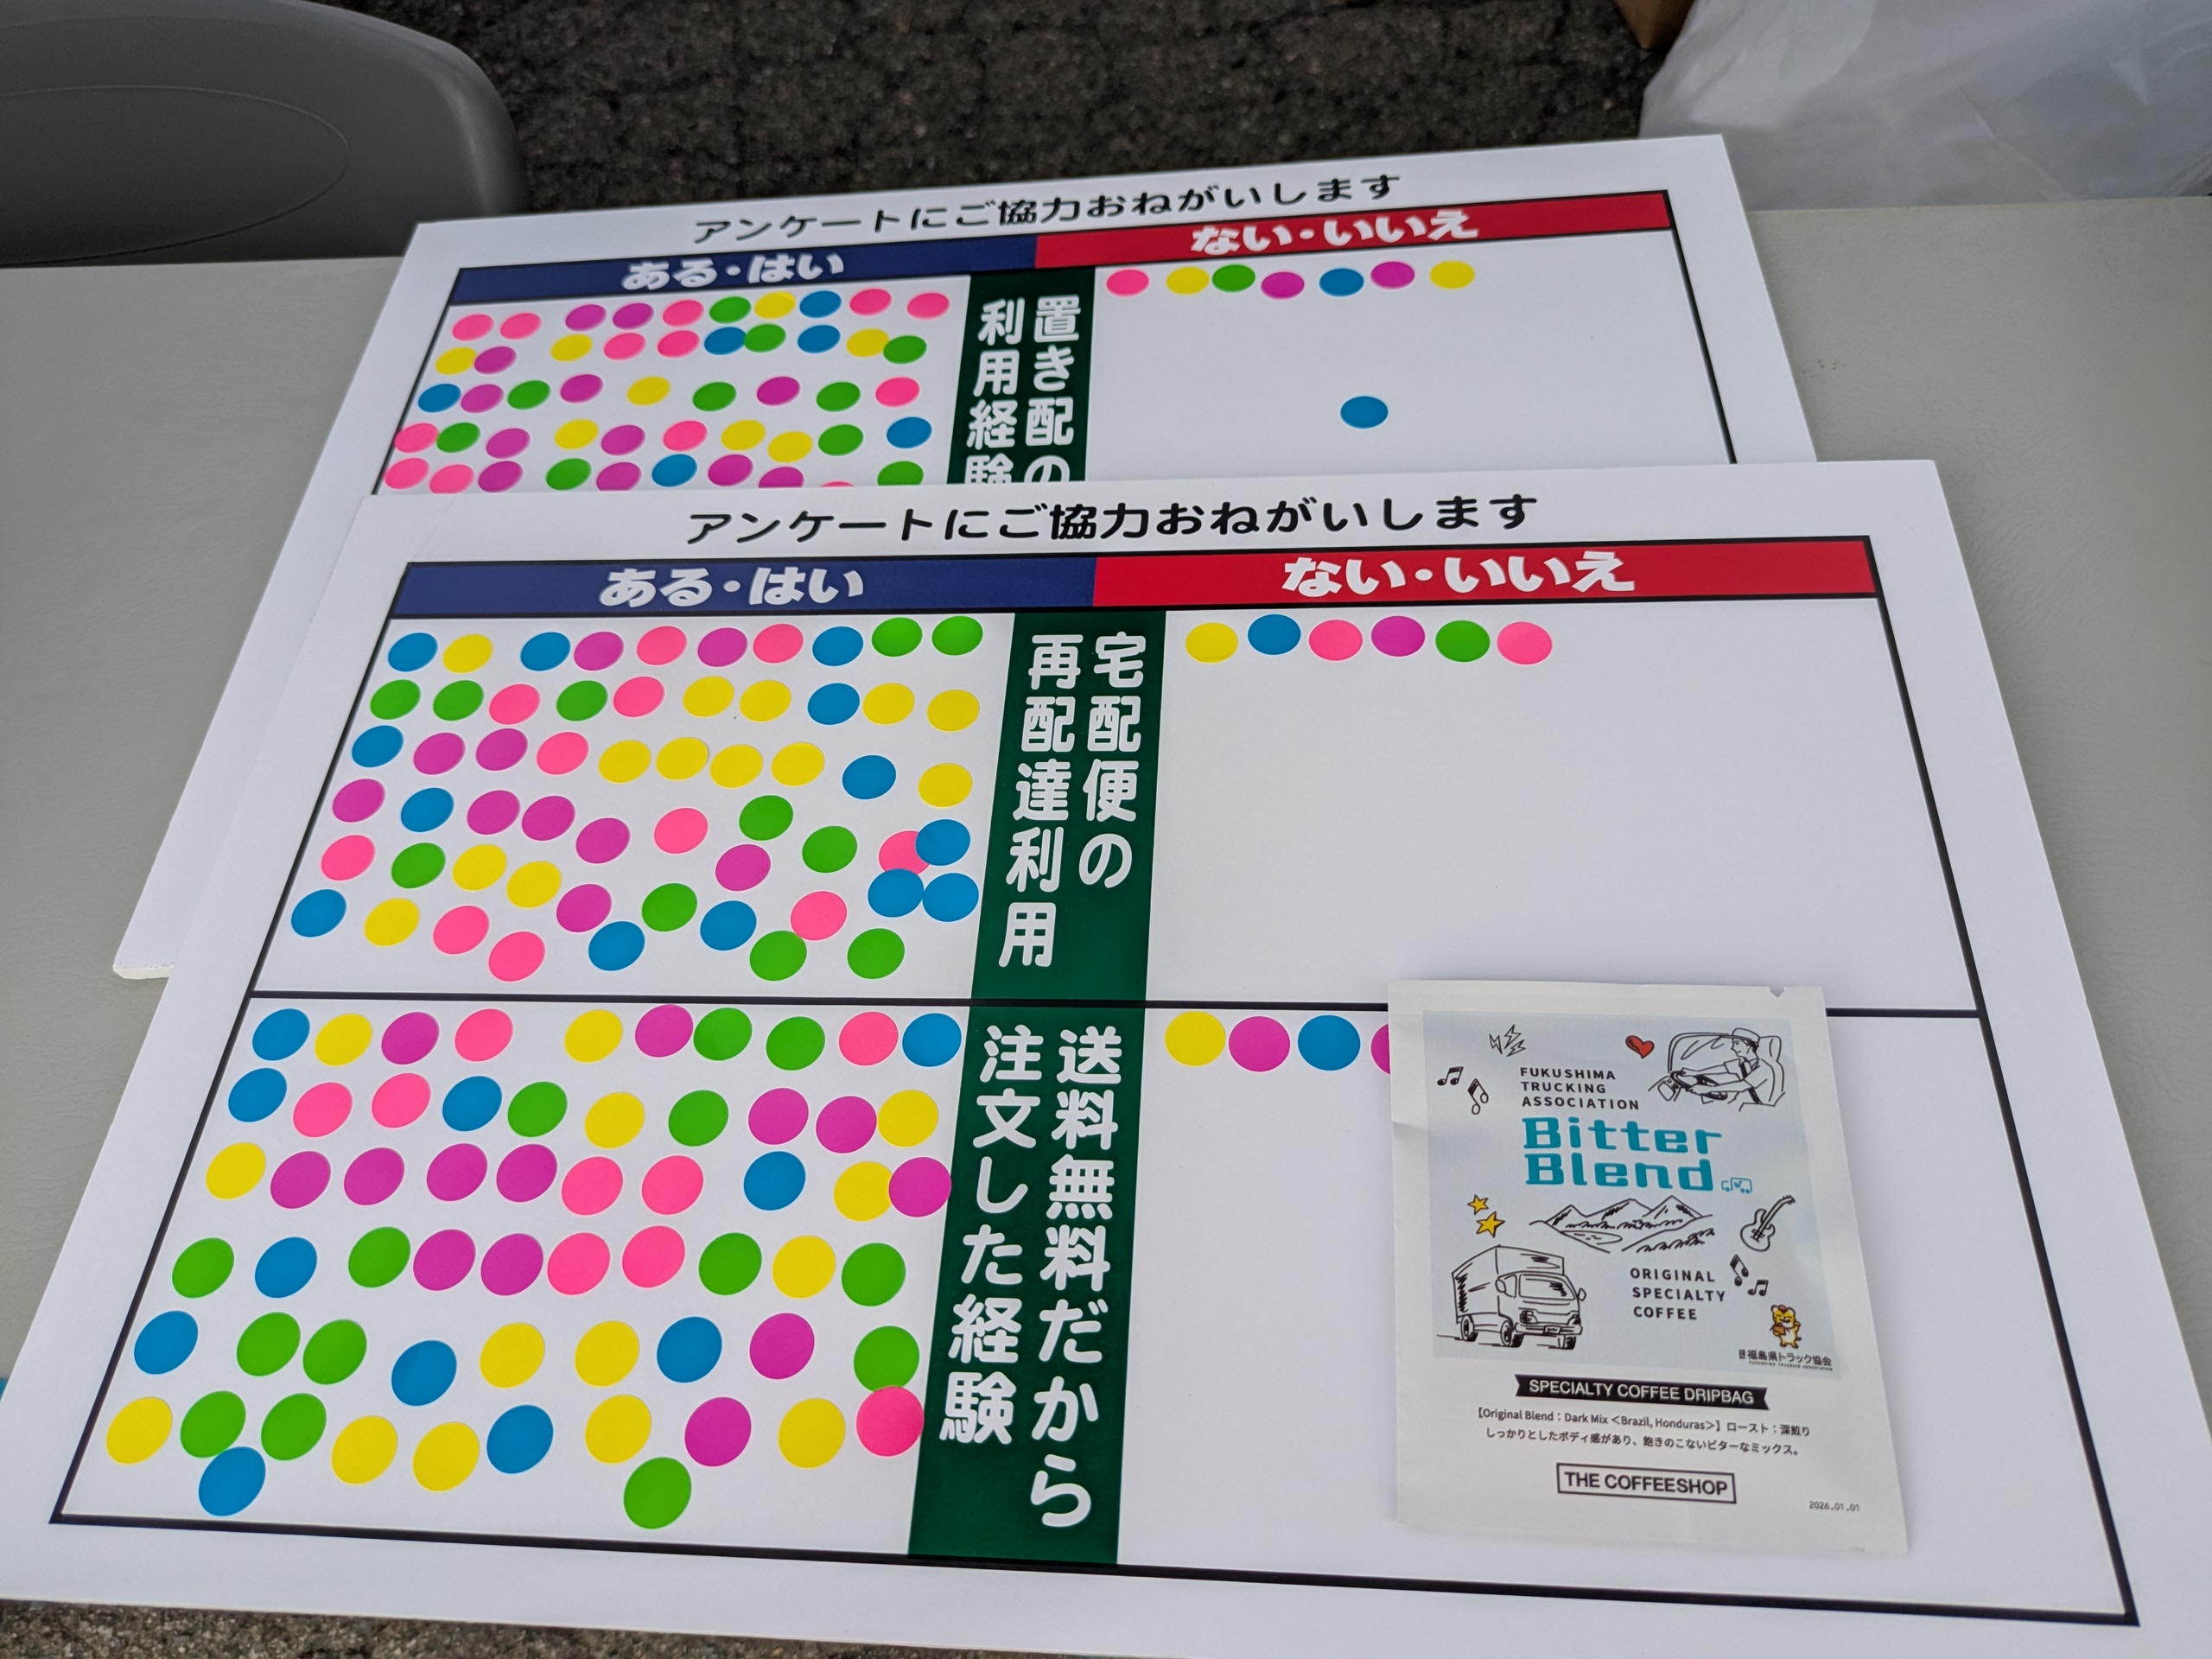 アンケートにご協力おねがいします
ある・はい
ない・いいえ
置き配の
利用経験
アンケートにご協力おねがいします
ある・はい
ない・いいえ
宅配便の
再配達利用
送料無料だから
注文した経験
FUKUSHIMA
TRUCKING
ASSOCIATION
Bitter
Blend
ORIGINAL
SPECIALTY
COFFEE
福島県トラック協会
FUKUSHIMA TRUCKING ASSOCIATION
SPECIALTY COFFEE DRIPBAG
【Original Blend：Dark Mix ＜Brazil, Honduras＞】ロースト：深煎り
しっかりとしたボディ感があり、飽きのこないビターなミックス。
THE COFFEESHOP
2026.01.01